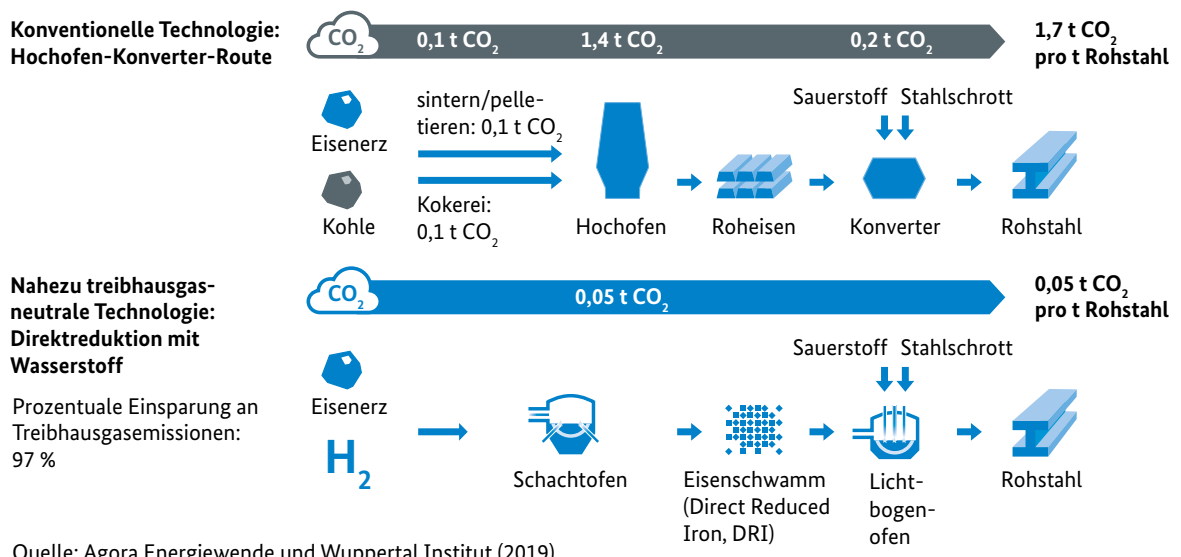 Konventionelle Technologie:
Hochofen-Konverter-Route
CO₂
0,1 t CO₂ 1,4 t CO₂ 0,2 t CO₂
1,7 t CO₂
pro t Rohstahl
Eisenerz
Kohle
sintern/pelle-
tieren: 0,1 t CO₂
Kokerei:
0,1 t CO₂
Hochofen
Roheisen
Sauerstoff Stahlschrott
Konverter
Rohstahl
Nahezu treibhausgas-
neutrale Technologie:
Direktreduktion mit
Wasserstoff
Prozentuale Einsparung an
Treibhausgasemissionen:
97 %
CO₂
0,05 t CO₂
0,05 t CO₂
pro t Rohstahl
Eisenerz
H₂
Schachtofen
Eisenschwamm
(Direct Reduced
Iron, DRI)
Sauerstoff Stahlschrott
Licht-
bogen-
ofen
Rohstahl
Quelle: Agora Energiewende und Wuppertal Institut (2019)